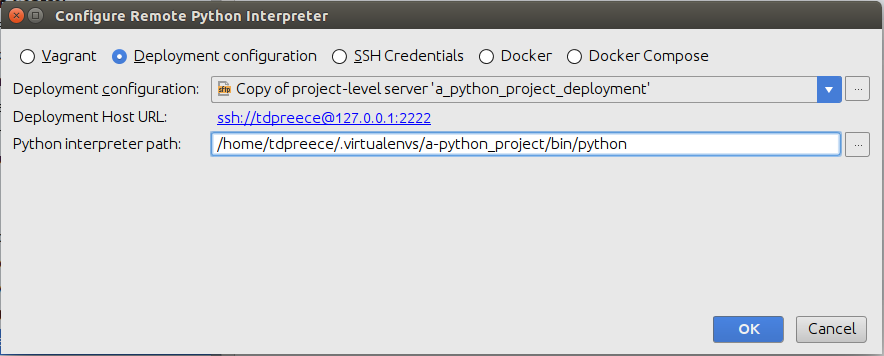 Configure Remote Python Interpreter
Vagrant Deployment configuration SSH Credentials Docker Docker Compose
Deployment configuration: sftp Copy of project-level server 'a_python_project_deployment' ...
Deployment Host URL: ssh://tdpreece@127.0.0.1:2222
Python interpreter path: /home/tdpreece/.virtualenvs/a-python_project/bin/python ...
OK Cancel